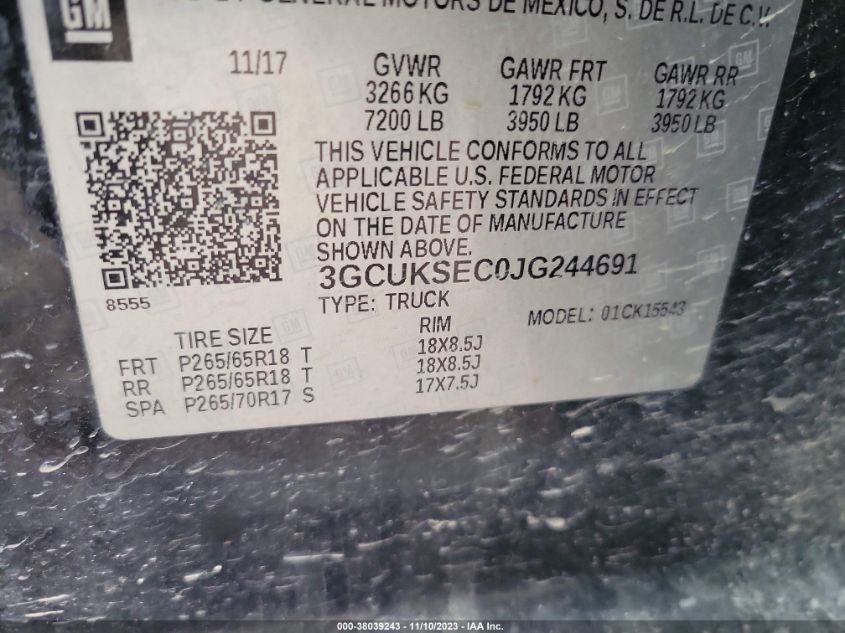 GM
GENERAL MOTORS DE MEXICO, S. DE R.L. DE C.V.
11/17 GVWR GAWR FRT GAWR RR
3266 KG 1792 KG 1792 KG
7200 LB 3950 LB 3950 LB
THIS VEHICLE CONFORMS TO ALL
APPLICABLE U.S. FEDERAL MOTOR
VEHICLE SAFETY STANDARDS IN EFFECT
ON THE DATE OF MANUFACTURE
SHOWN ABOVE.
3GCUKSEC0JG244691
8555
TYPE: TRUCK MODEL: 01CK15543
TIRE SIZE RIM
FRT P265/65R18 T 18X8.5J
RR P265/65R18 T 18X8.5J
SPA P265/70R17 S 17X7.5J
000-38039243 - 11/10/2023 - IAA Inc.